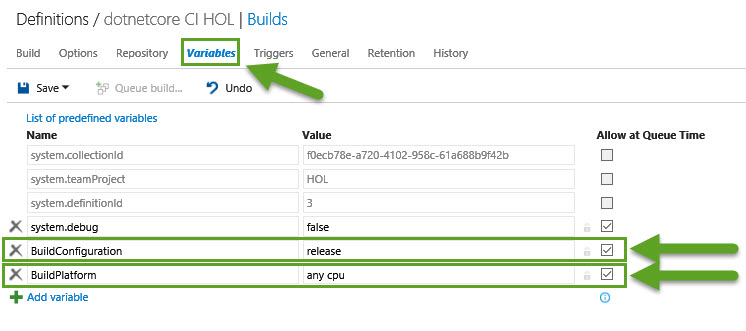 Definitions / dotnetcore CI HOL | Builds
Build Options Repository Variables Triggers General Retention History
Save Queue build... Undo
List of predefined variables
Name Value Allow at Queue Time
system.collectionId f0ecb78e-a720-4102-958c-61a688b9f42b
system.teamProject HOL
system.definitionId 3
system.debug false
BuildConfiguration release
BuildPlatform any cpu
Add variable